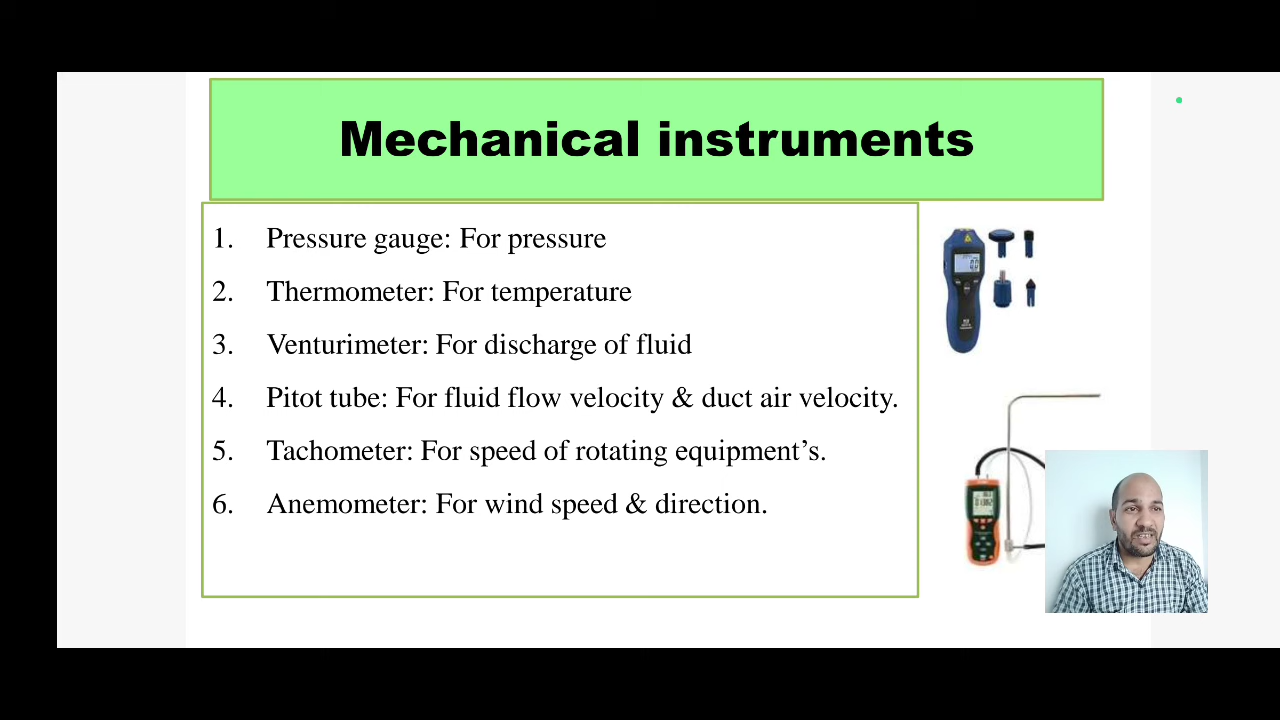 Mechanical instruments
1. Pressure gauge: For pressure
2. Thermometer: For temperature
3. Venturimeter: For discharge of fluid
4. Pitot tube: For fluid flow velocity & duct air velocity.
5. Tachometer: For speed of rotating equipment’s.
6. Anemometer: For wind speed & direction.